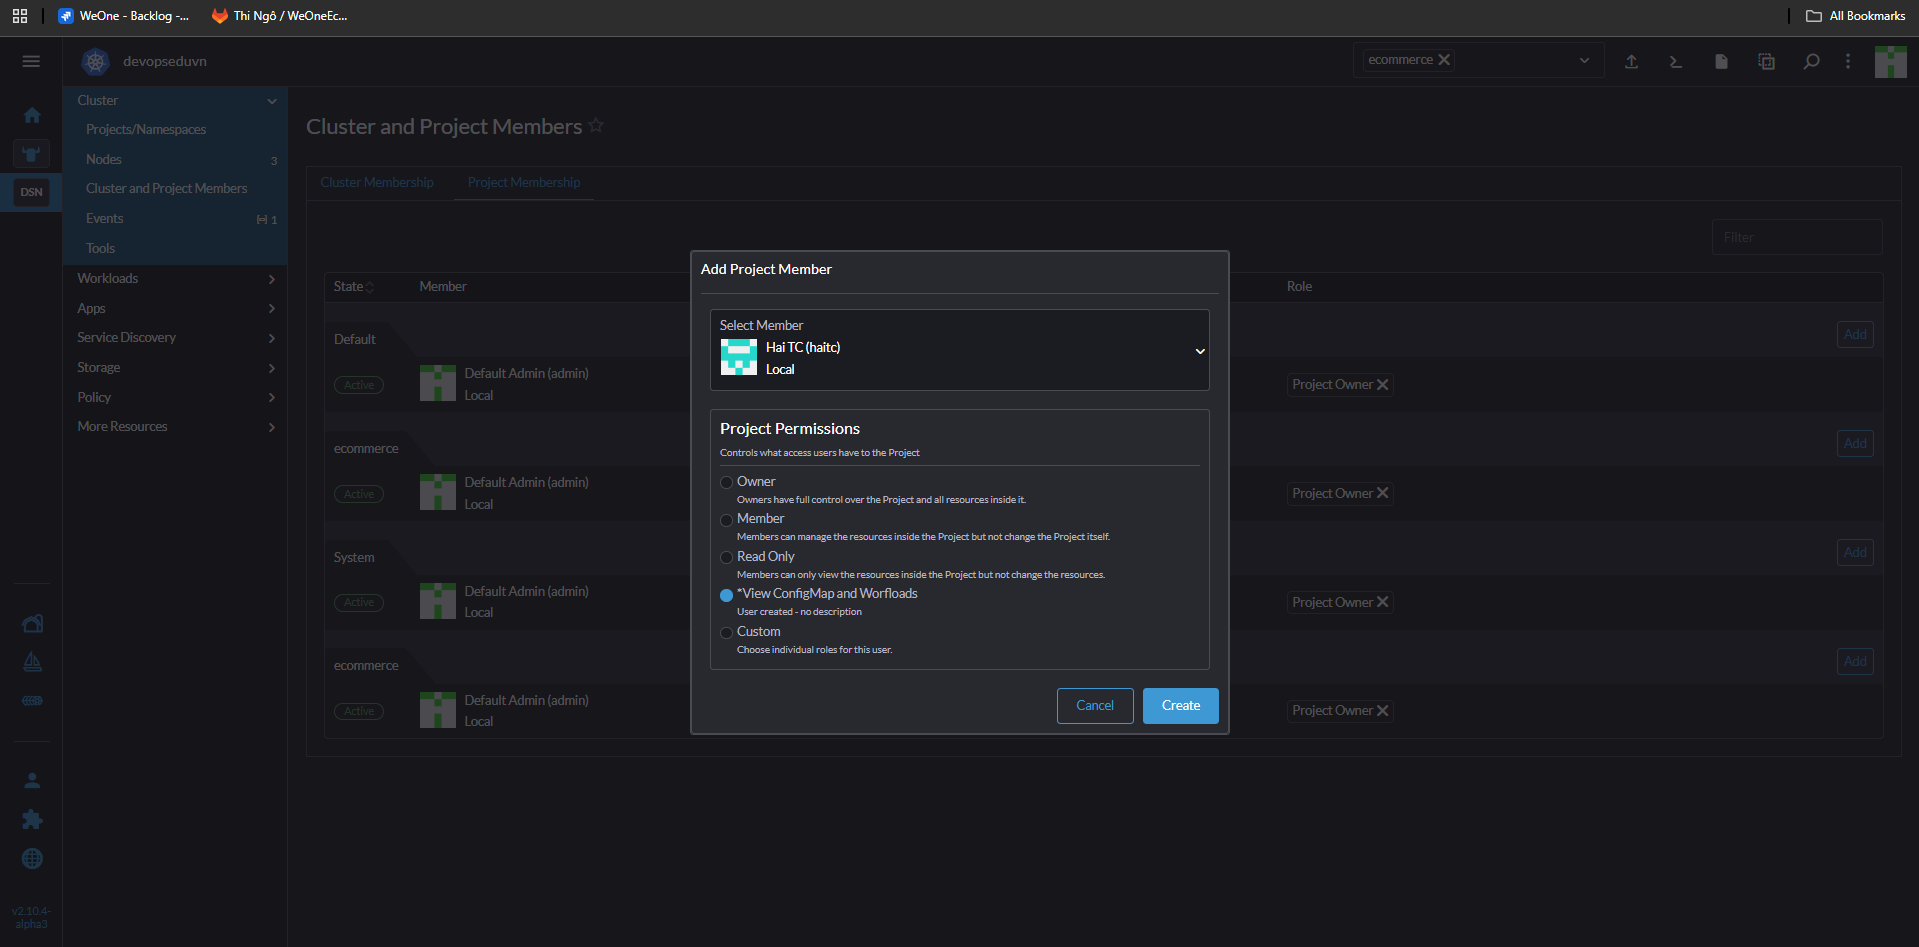 WeOne - Backlog -...
Thi Ngô / WeOneEc...
All Bookmarks
devopseduvn
ecommerce
Cluster
Projects/Namespaces
Nodes
3
Cluster and Project Members
Events
1
Tools
Workloads
Apps
Service Discovery
Storage
Policy
More Resources
DSN
v2.10.4-
alpha3
Cluster and Project Members
Cluster Membership
Project Membership
Filter
State
Member
Role
Default
Add
Active
Default Admin (admin)
Local
Project Owner
ecommerce
Add
Active
Default Admin (admin)
Local
Project Owner
System
Add
Active
Default Admin (admin)
Local
Project Owner
ecommerce
Add
Active
Default Admin (admin)
Local
Project Owner
Add Project Member
Select Member
Hai TC (haitc)
Local
Project Permissions
Controls what access users have to the Project
Owner
Owners have full control over the Project and all resources inside it.
Member
Members can manage the resources inside the Project but not change the Project itself.
Read Only
Members can only view the resources inside the Project but not change the resources.
*View ConfigMap and Worfloads
User created - no description
Custom
Choose individual roles for this user.
Cancel
Create